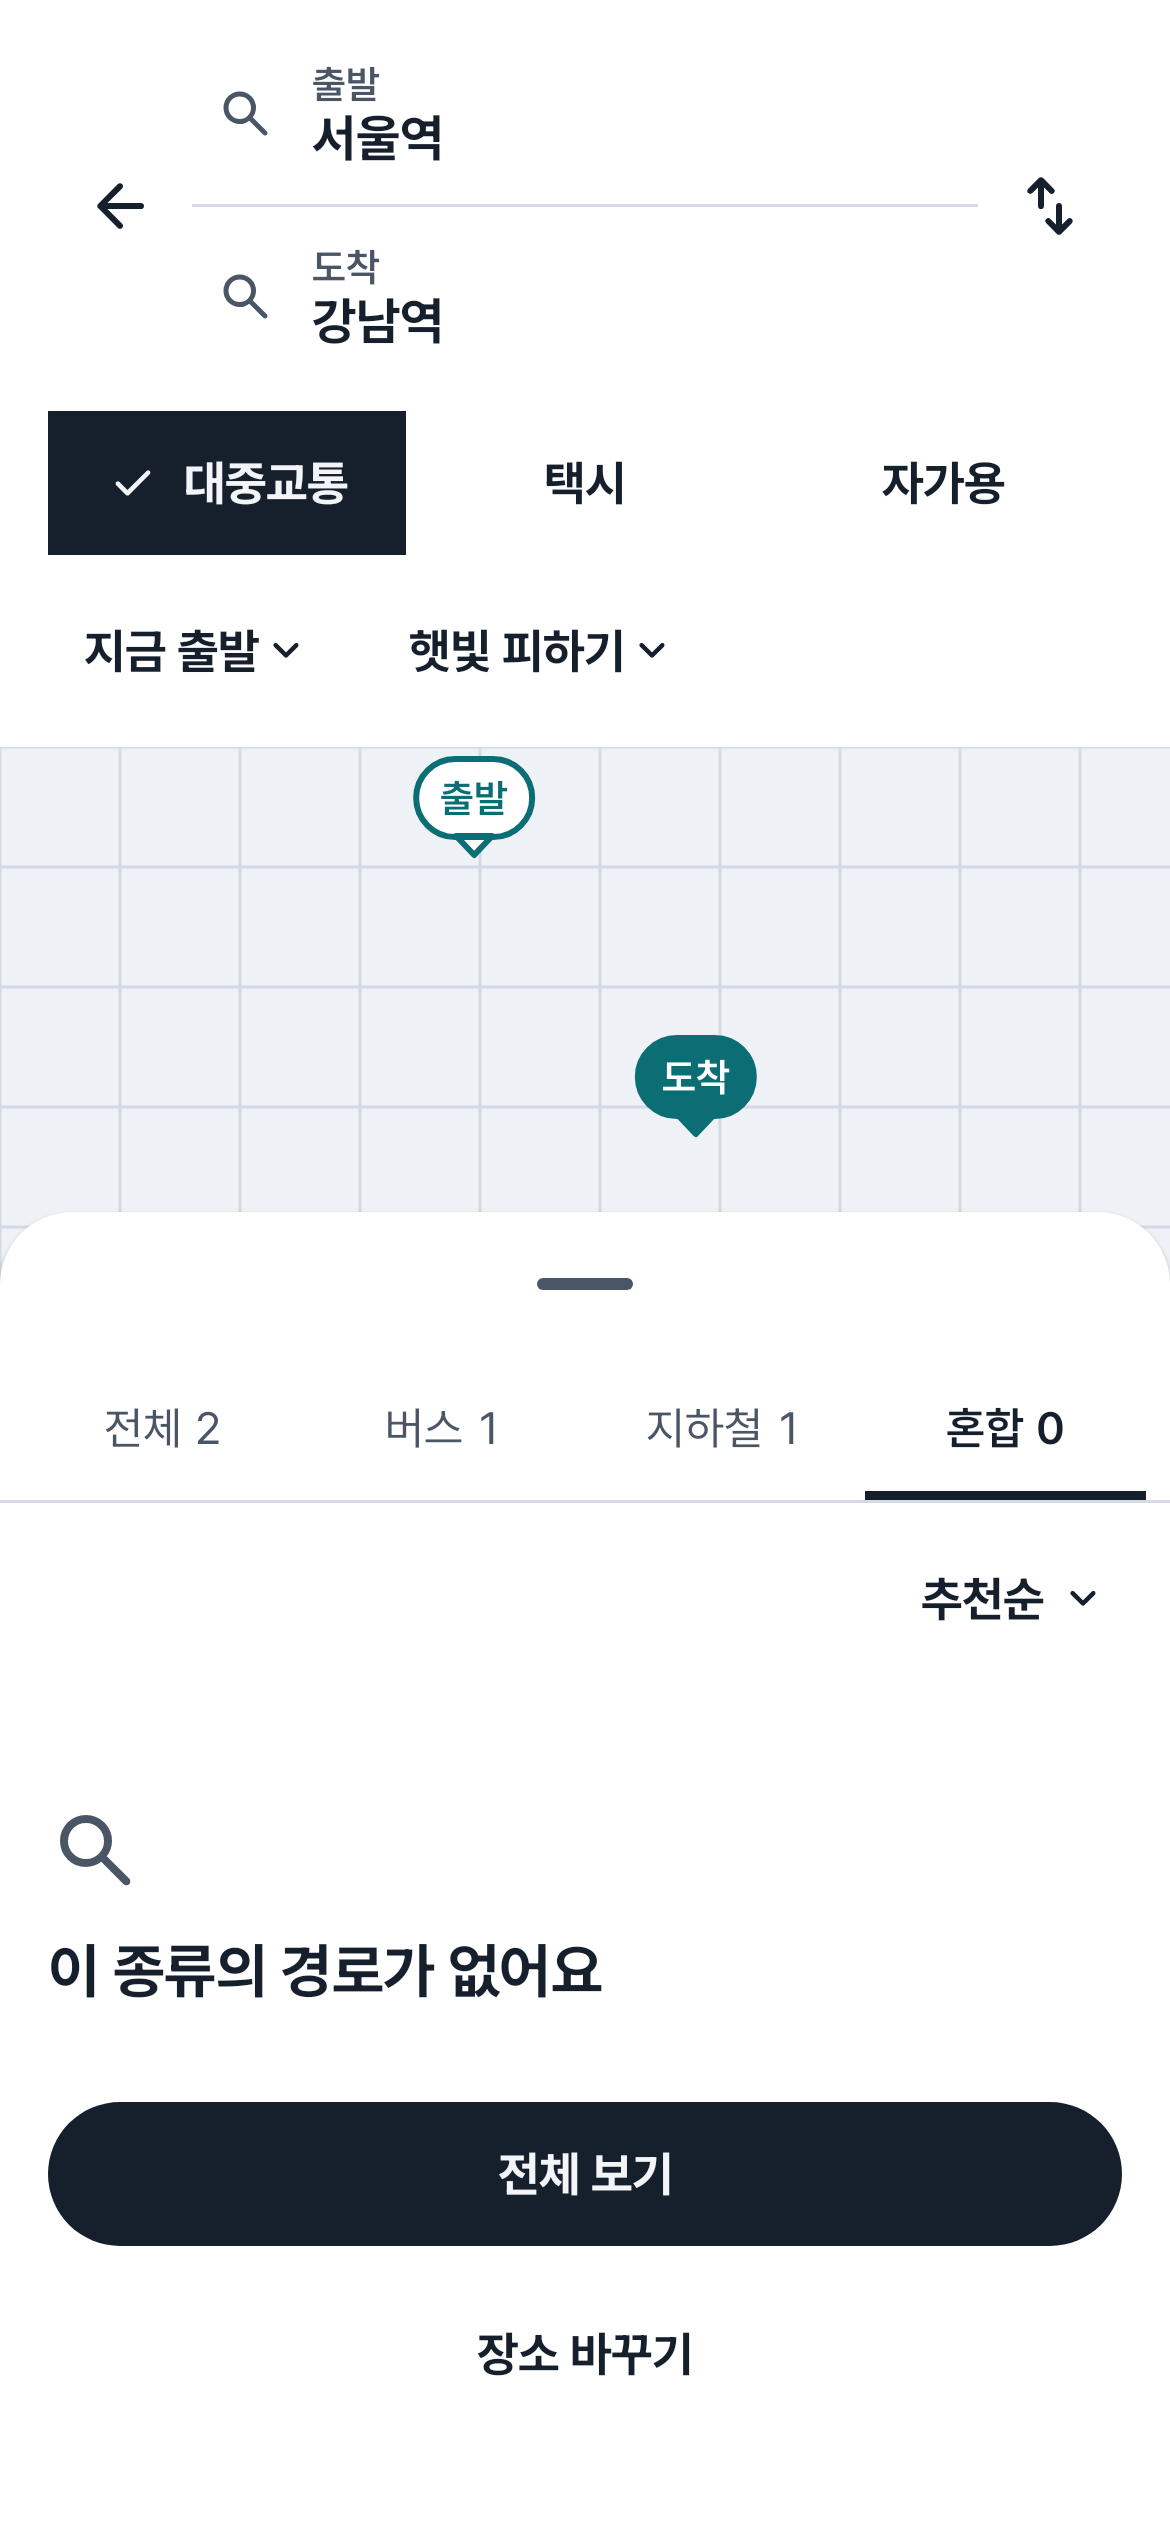 출발
서울역
도착
강남역
대중교통 택시 자가용
지금 출발 햇빛 피하기
출발
도착
전체 2 버스 1 지하철 1 혼합 0
추천순
이 종류의 경로가 없어요
전체 보기
장소 바꾸기